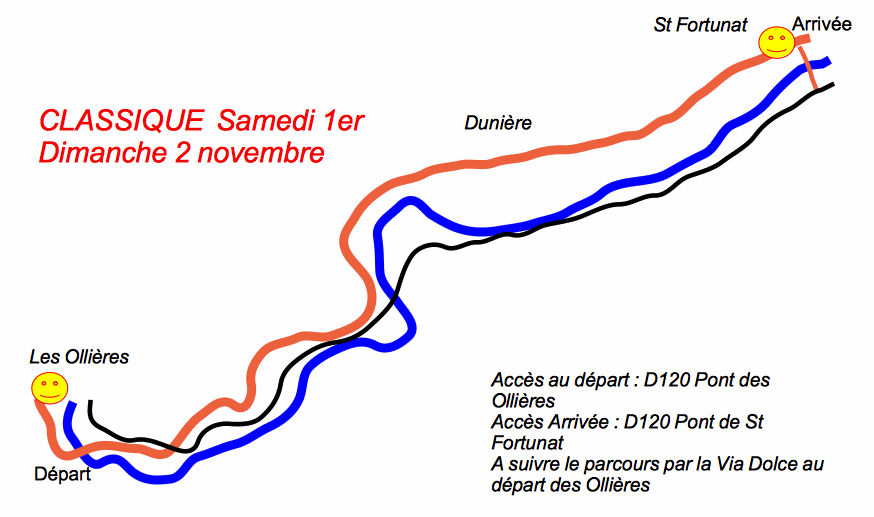 St Fortunat
Arrivée
CLASSIQUE Samedi 1er
Dimanche 2 novembre
Dunière
Les Ollières
Départ
Accès au départ : D120 Pont des
Ollières
Accès Arrivée : D120 Pont de St
Fortunat
A suivre le parcours par la Via Dolce au
départ des Ollières